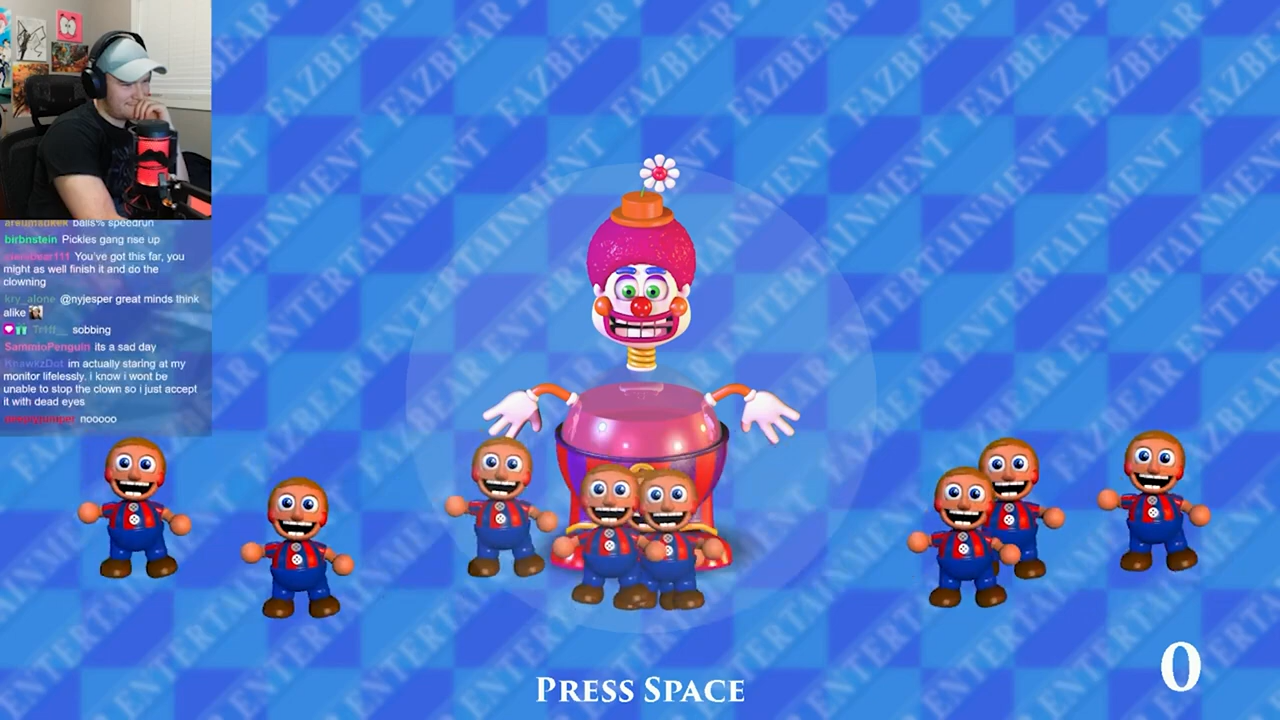 balls% speedrun
birbnstein Pickles gang rise up
You've got this far, you
might as well finish it and do the
clowning
kry_alone @nyjesper great minds think
alike
sobbing
SammioPenguin its a sad day
im actually staring at my
monitor lifelessly. i know i wont be
unable to stop the clown so i just accept
it with dead eyes
nooooo
FAZBEAR ENTERTAINMENT
PRESS SPACE
0